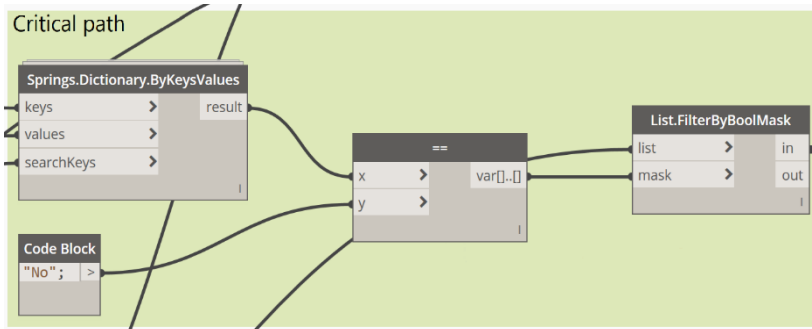 Critical path
Springs.Dictionary.ByKeysValues
keys > result
values >
searchKeys >
l
Code Block
"No"; >
==
x > var[]..[]
y >
l
List.FilterByBoolMask
list > in
mask > out
l